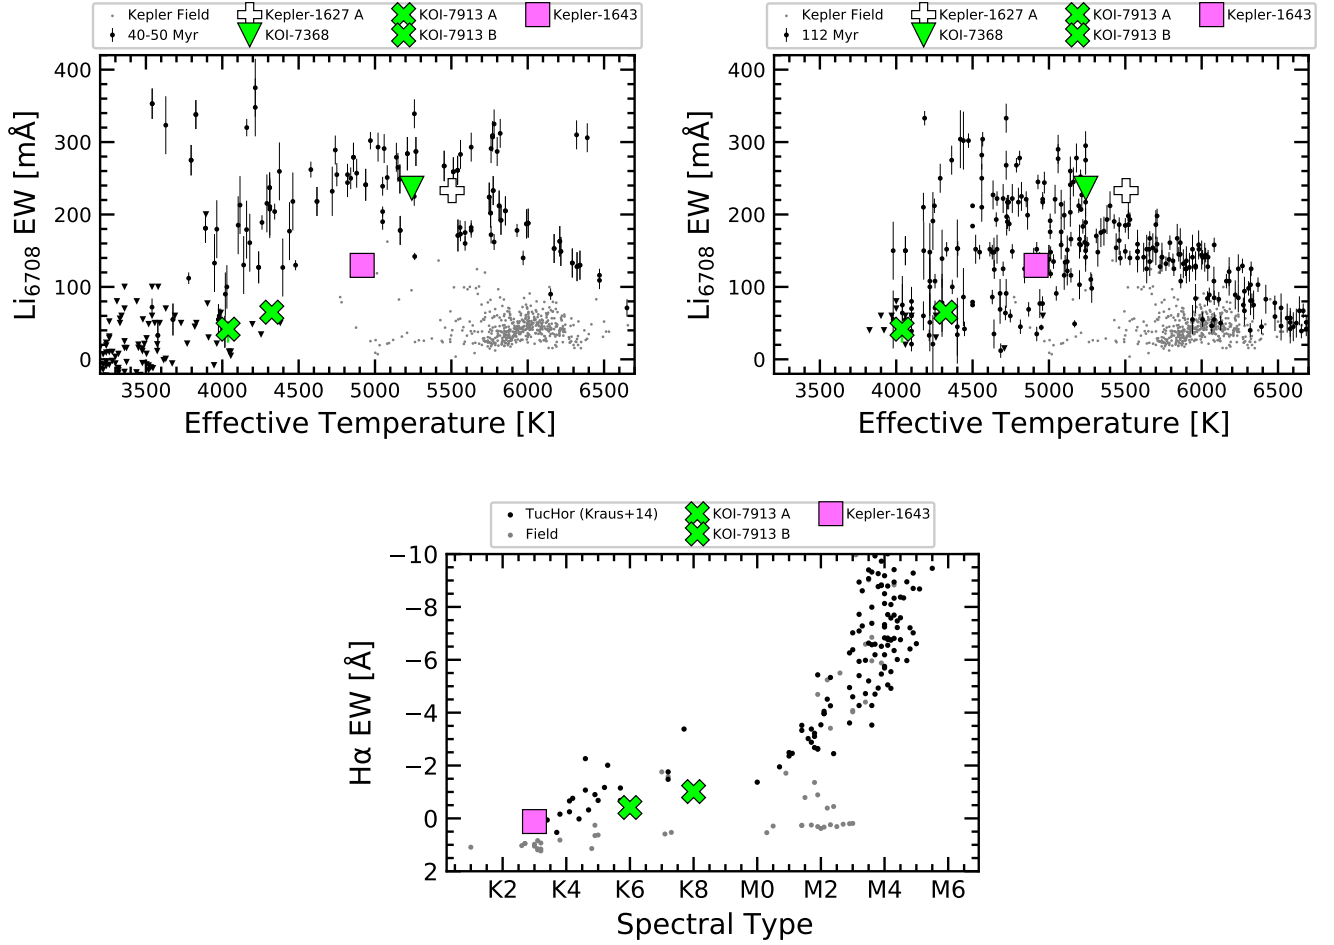 Kepler Field
40-50 Myr
Kepler-1627 A
KOI-7368
KOI-7913 A
KOI-7913 B
Kepler-1643
400
300
200
100
0
Li6708 EW [mÅ]
3500 4000 4500 5000 5500 6000 6500
Effective Temperature [K]
Kepler Field
112 Myr
Kepler-1627 A
KOI-7368
KOI-7913 A
KOI-7913 B
Kepler-1643
400
300
200
100
0
Li6708 EW [mÅ]
3500 4000 4500 5000 5500 6000 6500
Effective Temperature [K]
TucHor (Kraus+14)
Field
KOI-7913 A
KOI-7913 B
Kepler-1643
−10
−8
−6
−4
−2
0
2
Hα EW [Å]
K2 K4 K6 K8 M0 M2 M4 M6
Spectral Type